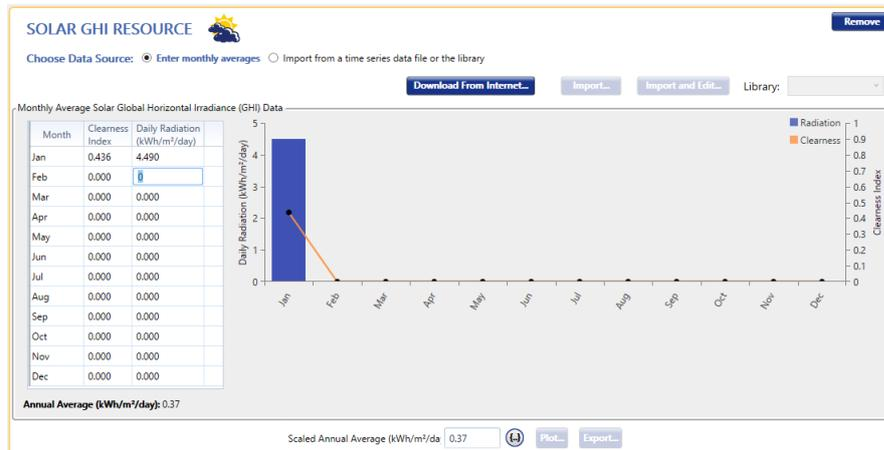 SOLAR GHI RESOURCE
Remove
Choose Data Source: Enter monthly averages Import from a time series data file or the library
Download From Internet... Import... Import and Edit... Library:
Monthly Average Solar Global Horizontal Irradiance (GHI) Data
Month Clearness Index Daily Radiation (kWh/m²/day)
Jan 0.436 4.490
Feb 0.000 0
Mar 0.000 0.000
Apr 0.000 0.000
May 0.000 0.000
Jun 0.000 0.000
Jul 0.000 0.000
Aug 0.000 0.000
Sep 0.000 0.000
Oct 0.000 0.000
Nov 0.000 0.000
Dec 0.000 0.000
Annual Average (kWh/m²/day): 0.37
Daily Radiation (kWh/m²/day)
5
4
3
2
1
0
Jan Feb Mar Apr May Jun Jul Aug Sep Oct Nov Dec
Radiation
Clearness
1
0.9
0.8
0.7
0.6
0.5
0.4
0.3
0.2
0.1
0
Clearness Index
Scaled Annual Average (kWh/m²/da 0.37 {..} Plot... Export...